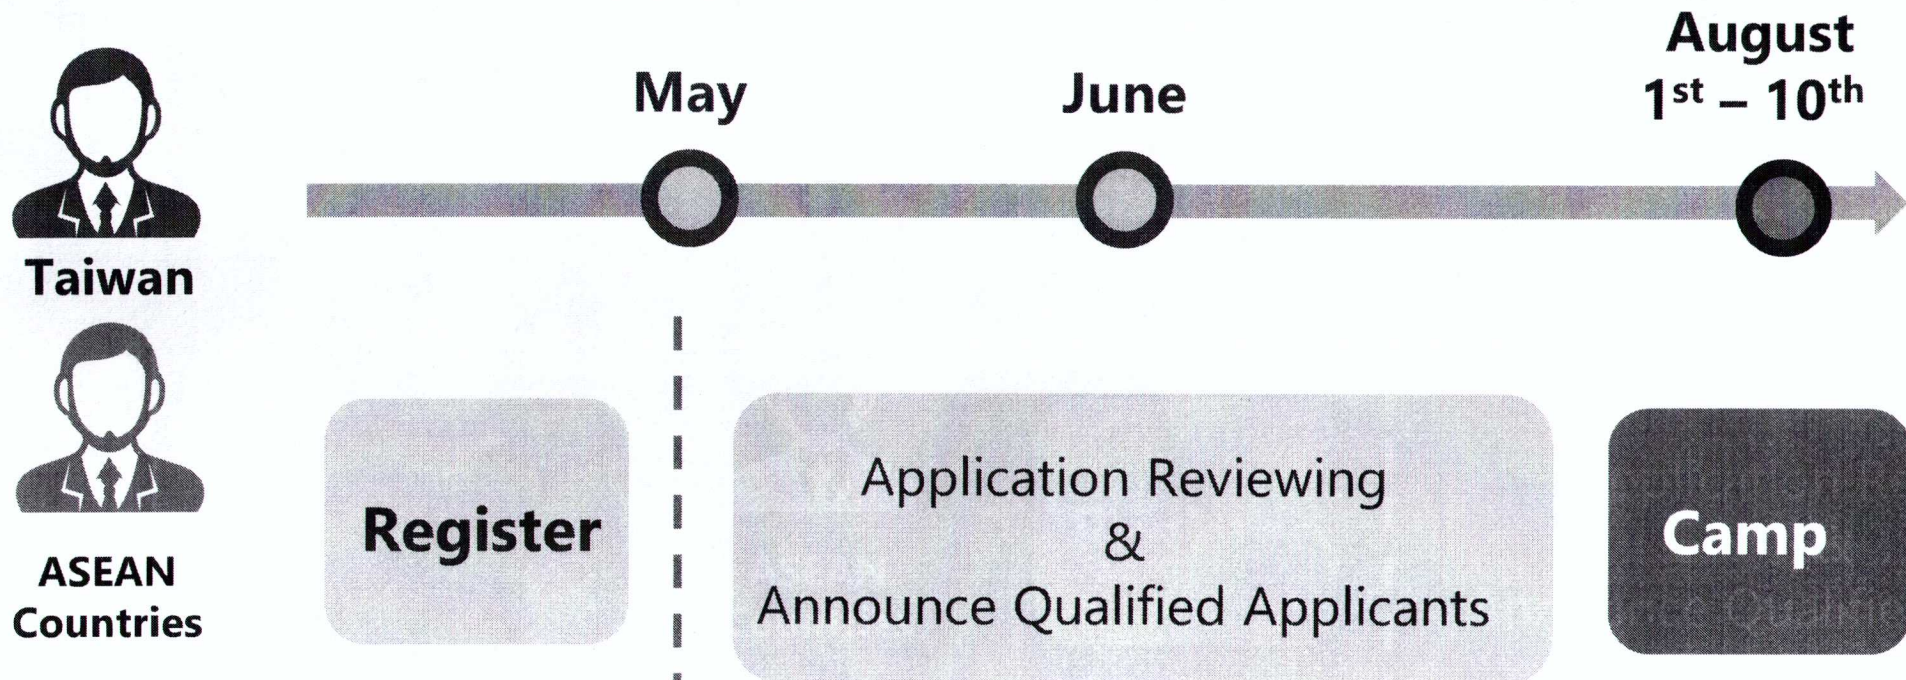 August
May
June
1st – 10th
Taiwan
ASEAN
Countries
Register
Application Reviewing
&
Announce Qualified Applicants
Camp